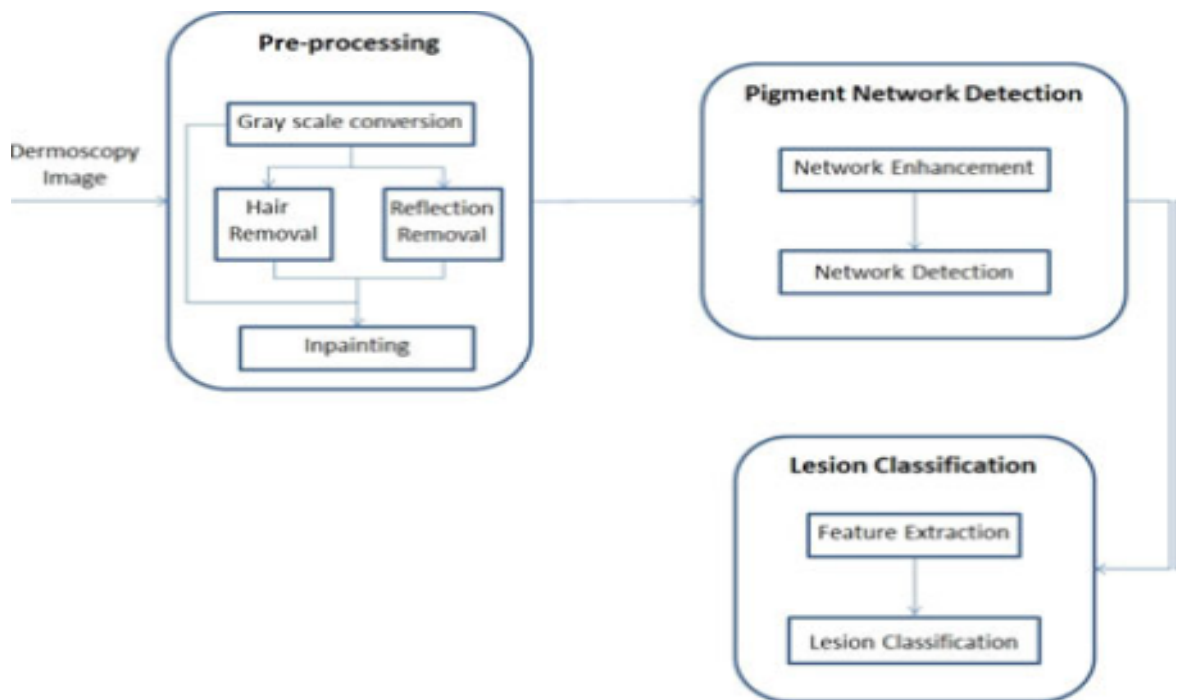 Pre-processing
Gray scale conversion
Dermoscopy
Image
Hair
Removal
Reflection
Removal
Inpainting
Pigment Network Detection
Network Enhancement
Network Detection
Lesion Classification
Feature Extraction
Lesion Classification